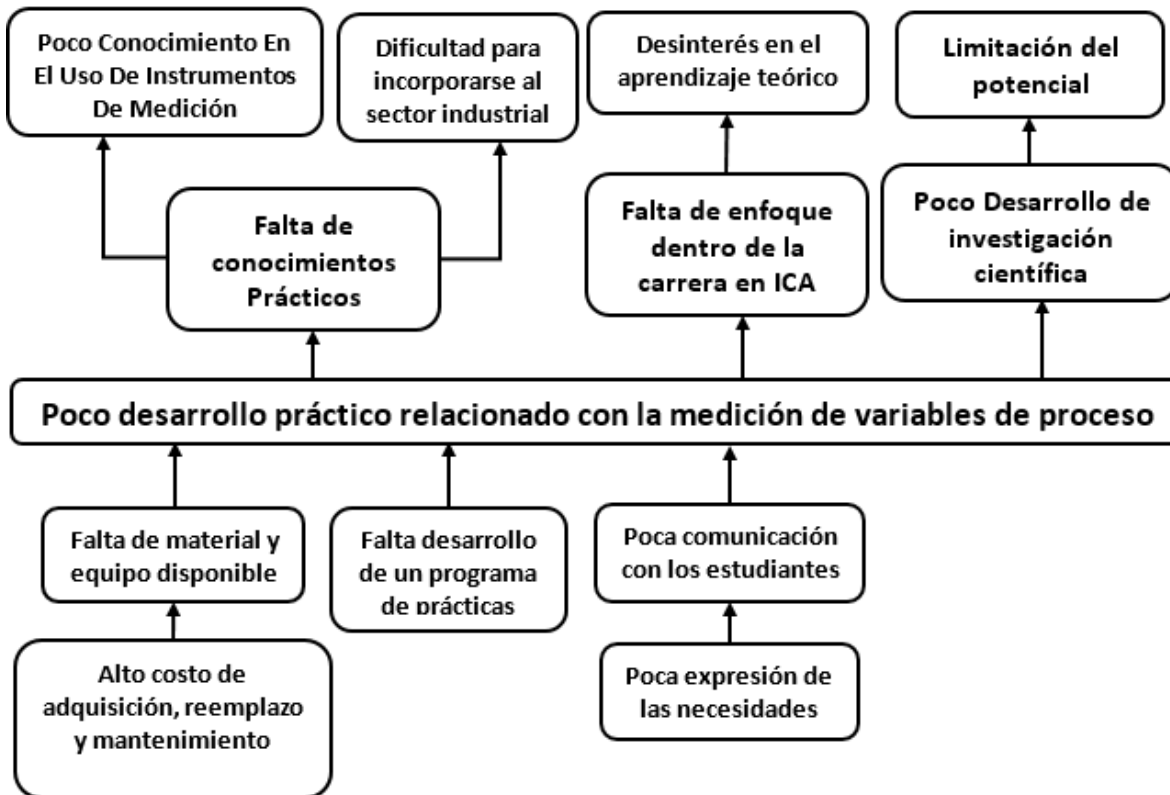 Poco Conocimiento En
El Uso De Instrumentos
De Medición
Dificultad para
incorporarse al
sector industrial
Desinterés en el
aprendizaje teórico
Limitación del
potencial
Falta de
conocimientos
Prácticos
Falta de enfoque
dentro de la
carrera en ICA
Poco Desarrollo de
investigación
científica
Poco desarrollo práctico relacionado con la medición de variables de proceso
Falta de material y
equipo disponible
Falta desarrollo
de un programa
de prácticas
Poca comunicación
con los estudiantes
Alto costo de
adquisición, reemplazo
y mantenimiento
Poca expresión de
las necesidades